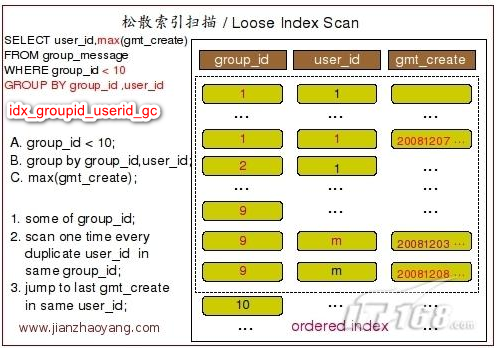 松散索引扫描 / Loose Index Scan
SELECT user_id,max(gmt_create)
FROM group_message
WHERE group_id < 10
GROUP BY group_id ,user_id
idx_groupid_userid_gc
A. group_id < 10;
B. group by group_id,user_id;
C. max(gmt_create) ;
1. some of group_id;
2. scan one time every
duplicate user_id in
same group_id;
3. jump to last gmt_create
in same user_id;
www.jianzhaoyang.com
group_id user_id gmt_create
1 1
... ... ...
1 1 20081207 ...
2 1
... ...
9 ...
9 m 20081203 ...
9 m 20081208 ...
10
... ordered index ...
IT168.com